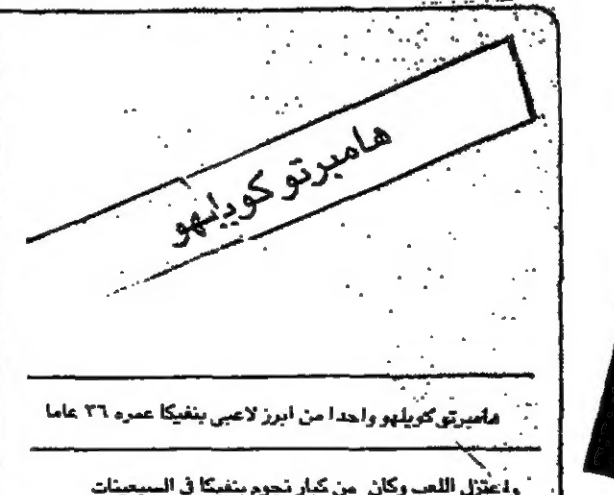 هامبرتو كويلهو
هامبرتو كويلهو واحدا من ابرز لاعبى بنفيكا عمره ٣٦ عاما
واعتزل اللعب وكان من كبار نجوم بنفيكا في السبعينات